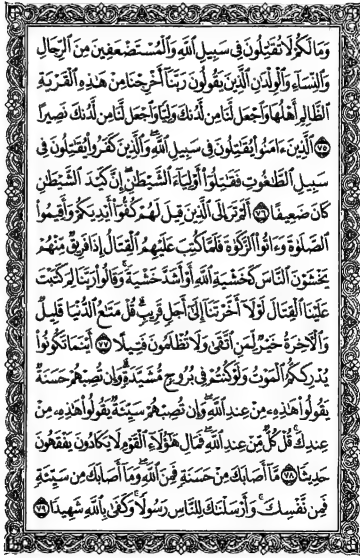 وَمَا لَكُمْ لَا تُقَٰتِلُونَ فِى سَبِيلِ ٱللَّهِ وَٱلْمُسْتَضْعَفِينَ مِنَ ٱلرِّجَالِ
وَٱلنِّسَآءِ وَٱلْوِلْدَٰنِ ٱلَّذِينَ يَقُولُونَ رَبَّنَآ أَخْرِجْنَا مِنْ هَٰذِهِ ٱلْقَرْيَةِ
ٱلظَّالِمِ أَهْلُهَا وَٱجْعَل لَّنَا مِن لَّدُنكَ وَلِيًّا وَٱجْعَل لَّنَا مِن لَّدُنكَ نَصِيرًا
٧٥ ٱلَّذِينَ ءَامَنُوا۟ يُقَٰتِلُونَ فِى سَبِيلِ ٱللَّهِ ۖ وَٱلَّذِينَ كَفَرُوا۟ يُقَٰتِلُونَ فِى
سَبِيلِ ٱلطَّٰغُوتِ فَقَٰتِلُوٓا۟ أَوْلِيَآءَ ٱلشَّيْطَٰنِ ۖ إِنَّ كَيْدَ ٱلشَّيْطَٰنِ
كَانَ ضَعِيفًا ٧٦ أَلَمْ تَرَ إِلَى ٱلَّذِينَ قِيلَ لَهُمْ كُفُّوٓا۟ أَيْدِيَكُمْ وَأَقِيمُوا۟
ٱلصَّلَوٰةَ وَءَاتُوا۟ ٱلزَّكَوٰةَ فَلَمَّا كُتِبَ عَلَيْهِمُ ٱلْقِتَالُ إِذَا فَرِيقٌ مِّنْهُمْ
يَخْشَوْنَ ٱلنَّاسَ كَخَشْيَةِ ٱللَّهِ أَوْ أَشَدَّ خَشْيَةً ۚ وَقَالُوا۟ رَبَّنَا لِمَ كَتَبْتَ
عَلَيْنَا ٱلْقِتَالَ لَوْلَآ أَخَّرْتَنَآ إِلَىٰٓ أَجَلٍ قَرِيبٍ ۗ قُلْ مَتَٰعُ ٱلدُّنْيَا قَلِيلٌ
وَٱلْءَاخِرَةُ خَيْرٌ لِّمَنِ ٱتَّقَىٰ وَلَا تُظْلَمُونَ فَتِيلًا ٧٧ أَيْنَمَا تَكُونُوا۟
يُدْرِككُّمُ ٱلْمَوْتُ وَلَوْ كُنتُمْ فِى بُرُوجٍ مُّشَيَّدَةٍ ۗ وَإِن تُصِبْهُمْ حَسَنَةٌ
يَقُولُوا۟ هَٰذِهِۦ مِنْ عِندِ ٱللَّهِ ۖ وَإِن تُصِبْهُمْ سَيِّئَةٌ يَقُولُوا۟ هَٰذِهِۦ مِنْ
عِندِكَ ۚ قُلْ كُلٌّ مِّنْ عِندِ ٱللَّهِ ۖ فَمَالِ هَٰٓؤُلَآءِ ٱلْقَوْمِ لَا يَكَادُونَ يَفْقَهُونَ
حَدِيثًا ٧٨ مَّآ أَصَابَكَ مِنْ حَسَنَةٍ فَمِنَ ٱللَّهِ ۖ وَمَآ أَصَابَكَ مِن سَيِّئَةٍ
فَمِن نَّفْسِكَ ۚ وَأَرْسَلْنَٰكَ لِلنَّاسِ رَسُولًا ۚ وَكَفَىٰ بِٱللَّهِ شَهِيدًا ٧٩